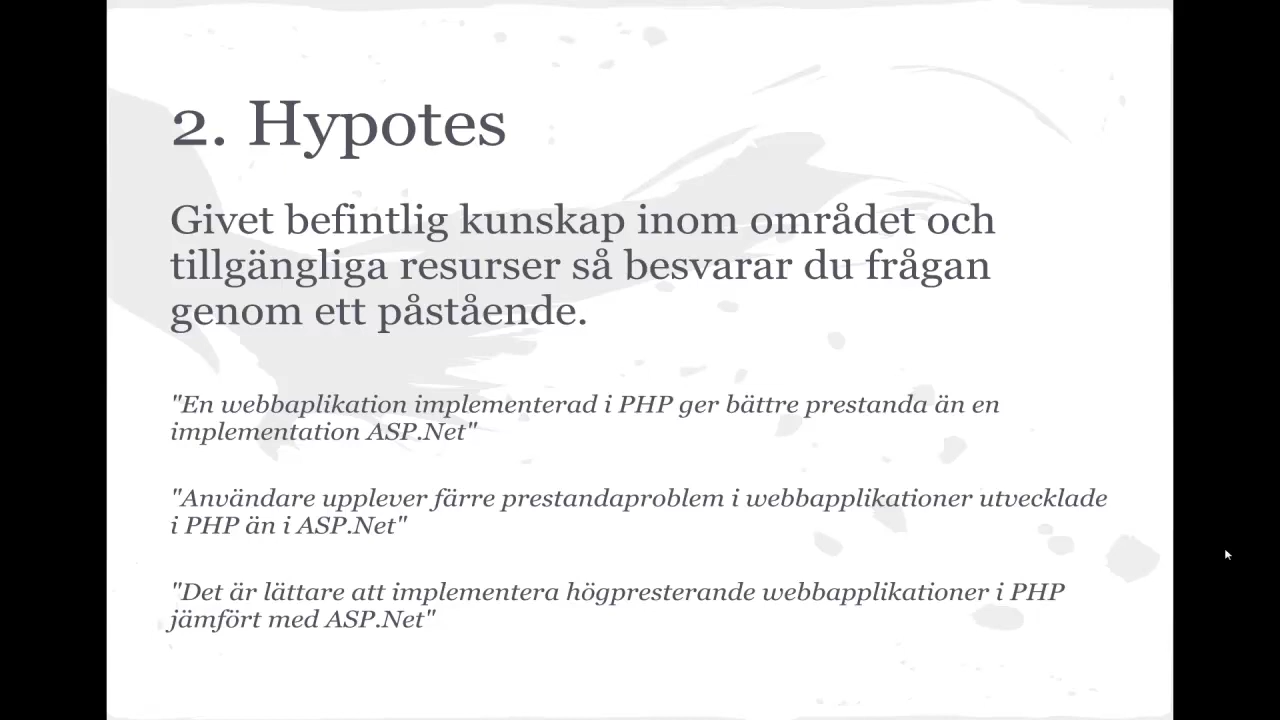 2. Hypotes
Givet befintlig kunskap inom området och
tillgängliga resurser så besvarar du frågan
genom ett påstående.
"En webbaplikation implementerad i PHP ger bättre prestanda än en
implementation ASP.Net"
"Användare upplever färre prestandaproblem i webbapplikationer utvecklade
i PHP än i ASP.Net"
"Det är lättare att implementera högpresterande webbapplikationer i PHP
jämfört med ASP.Net"